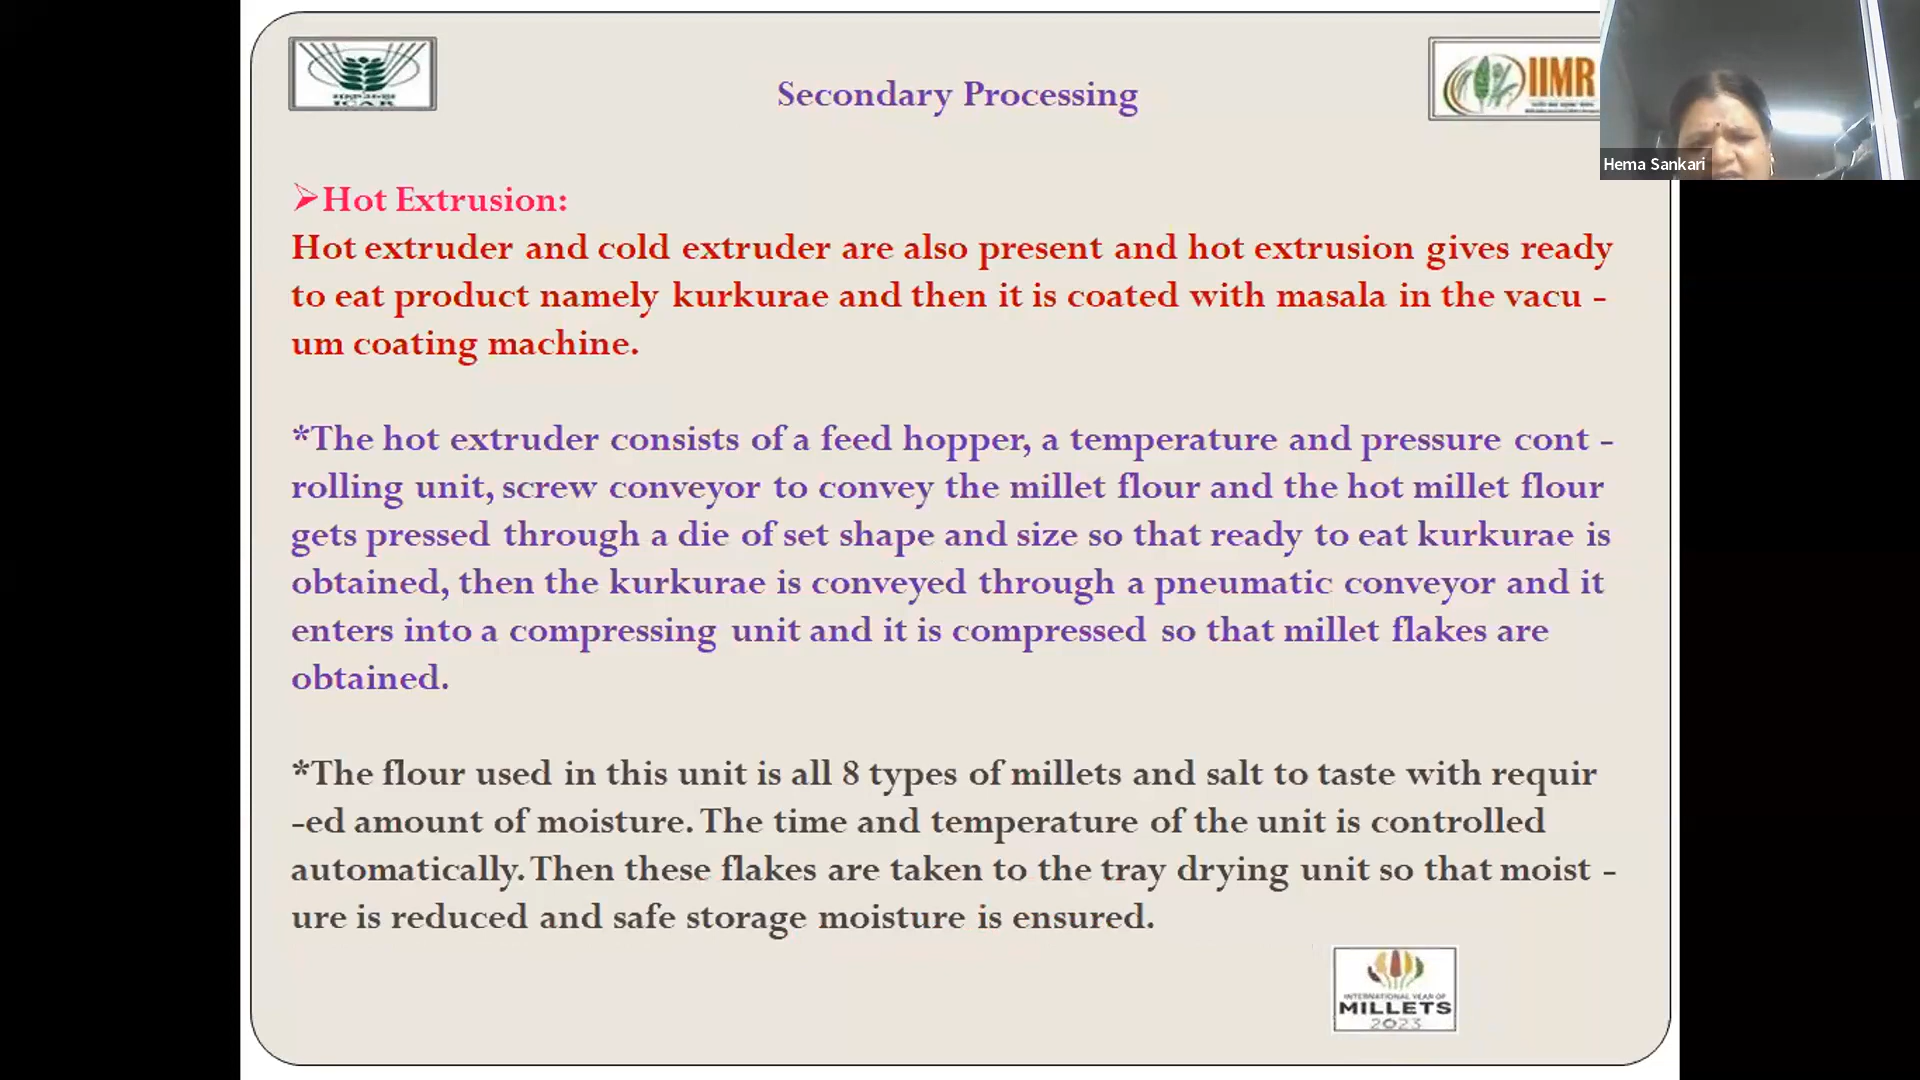 ICAR
Secondary Processing
IIMR
Hema Sankari
➢Hot Extrusion:
Hot extruder and cold extruder are also present and hot extrusion gives ready
to eat product namely kurkurae and then it is coated with masala in the vacu -
um coating machine.
*The hot extruder consists of a feed hopper, a temperature and pressure cont -
rolling unit, screw conveyor to convey the millet flour and the hot millet flour
gets pressed through a die of set shape and size so that ready to eat kurkurae is
obtained, then the kurkurae is conveyed through a pneumatic conveyor and it
enters into a compressing unit and it is compressed so that millet flakes are
obtained.
*The flour used in this unit is all 8 types of millets and salt to taste with requir
-ed amount of moisture. The time and temperature of the unit is controlled
automatically. Then these flakes are taken to the tray drying unit so that moist -
ure is reduced and safe storage moisture is ensured.
INTERNATIONAL YEAR OF
MILLETS
2023